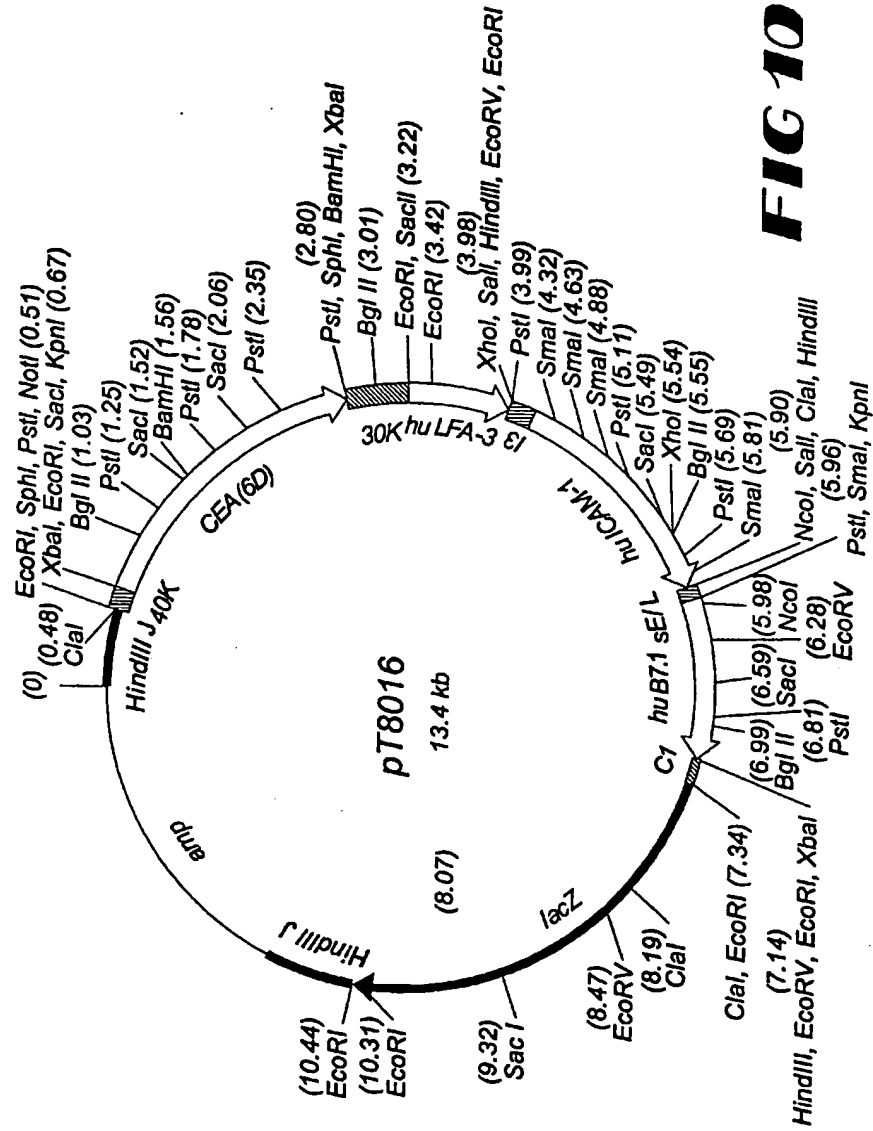 (0)
(0.48)
ClaI
EcoRI, SphI, PstI, NotI (0.51)
XbaI, EcoRI, SacI, KpnI (0.67)
Bgl II (1.03)
PstI (1.25)
SacI (1.52)
BamHI (1.56)
PstI (1.78)
SacI (2.06)
PstI (2.35)
(2.80)
PstI, SphI, BamHI, XbaI
Bgl II (3.01)
EcoRI, SacII (3.22)
EcoRI (3.42)
(3.98)
XhoI, SalI, HindIII, EcoRV, EcoRI
PstI (3.99)
SmaI (4.32)
SmaI (4.63)
SmaI (4.88)
PstI (5.11)
SacI (5.49)
XhoI (5.54)
Bgl II (5.55)
PstI (5.69)
SmaI (5.81)
(5.90)
NcoI, SalI, ClaI, HindIII
(5.96)
PstI, SmaI, KpnI
(5.98)
NcoI
(6.28)
EcoRV
(6.59)
SacI
(6.81)
PstI
(6.99)
Bgl II
(7.14)
HindIII, EcoRV, EcoRI, XbaI
ClaI, EcoRI (7.34)
(8.19)
ClaI
(8.47)
EcoRV
(9.32)
Sac I
(10.31)
EcoRI
(10.44)
EcoRI
HindIII J
amp
HindIII J
40K
CEA(6D)
30K
hu LFA-3
I3
hu ICAM-1
sE/L
hu B7.1
C1
lacZ
(8.07)
pT8016
13.4 kb
FIG 10